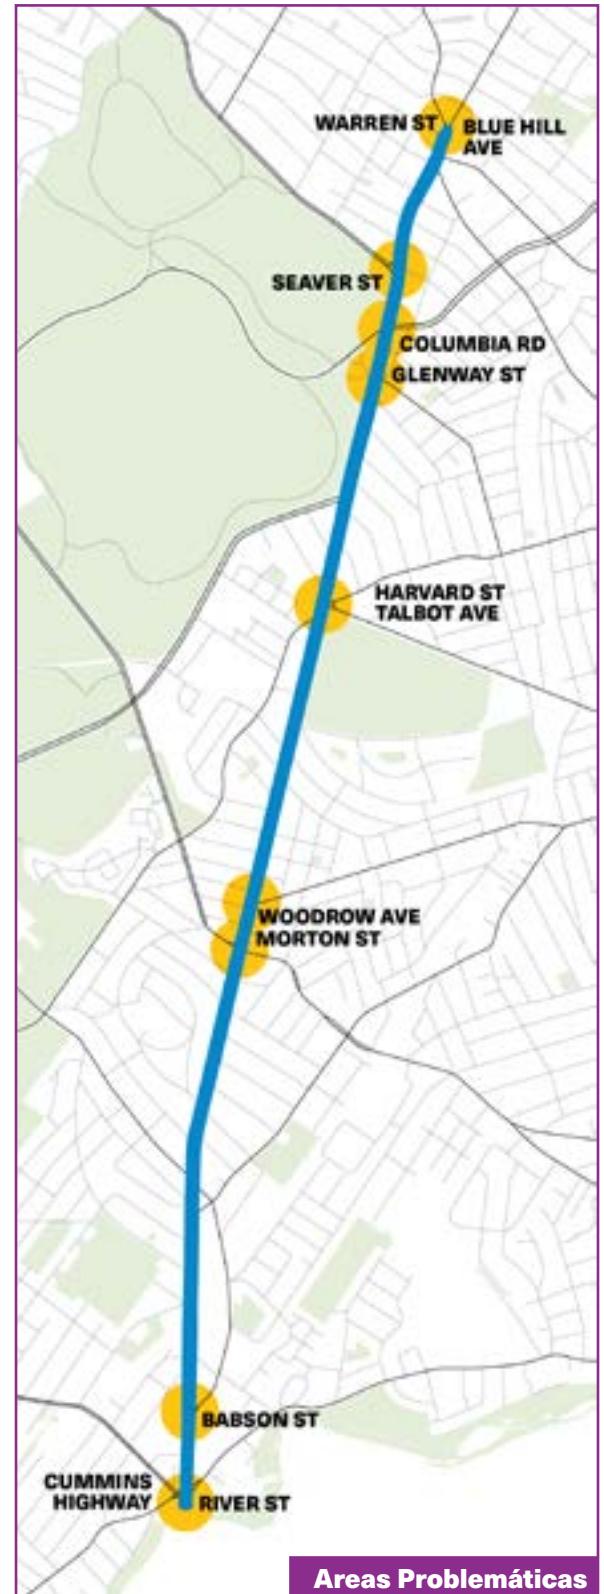 WARREN ST
BLUE HILL
AVE
SEAVER ST
COLUMBIA RD
GLENWAY ST
HARVARD ST
TALBOT AVE
WOODROW AVE
MORTON ST
BABSON ST
CUMMINS
HIGHWAY
RIVER ST
Areas Problemáticas